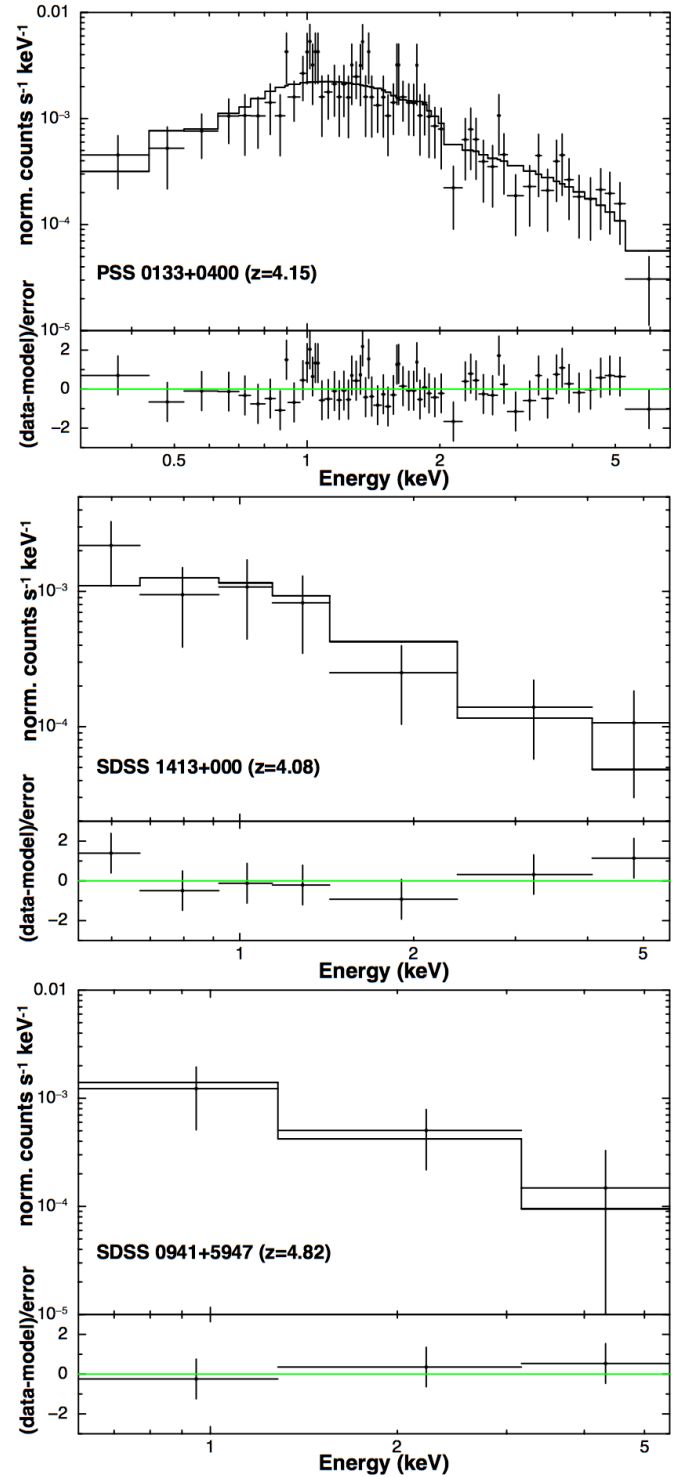 0.01
10⁻³
10⁻⁴
10⁻⁵
norm. counts s⁻¹ keV⁻¹
PSS 0133+0400 (z=4.15)
(data-model)/error
2
0
−2
0.5 1 2 5
Energy (keV)
10⁻³
10⁻⁴
norm. counts s⁻¹ keV⁻¹
SDSS 1413+000 (z=4.08)
(data-model)/error
2
0
−2
1 2 5
Energy (keV)
0.01
10⁻³
10⁻⁴
10⁻⁵
norm. counts s⁻¹ keV⁻¹
SDSS 0941+5947 (z=4.82)
(data-model)/error
2
0
−2
1 2 5
Energy (keV)